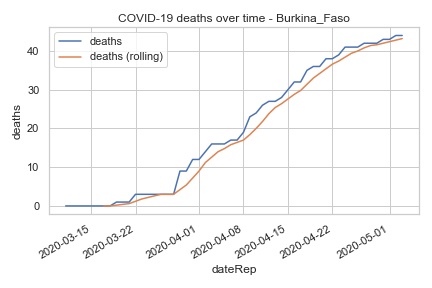 COVID-19 deaths over time - Burkina_Faso
deaths
deaths (rolling)
40
30
20
10
0
deaths
2020-03-15
2020-03-22
2020-04-01
2020-04-08
2020-04-15
2020-04-22
2020-05-01
dateRep